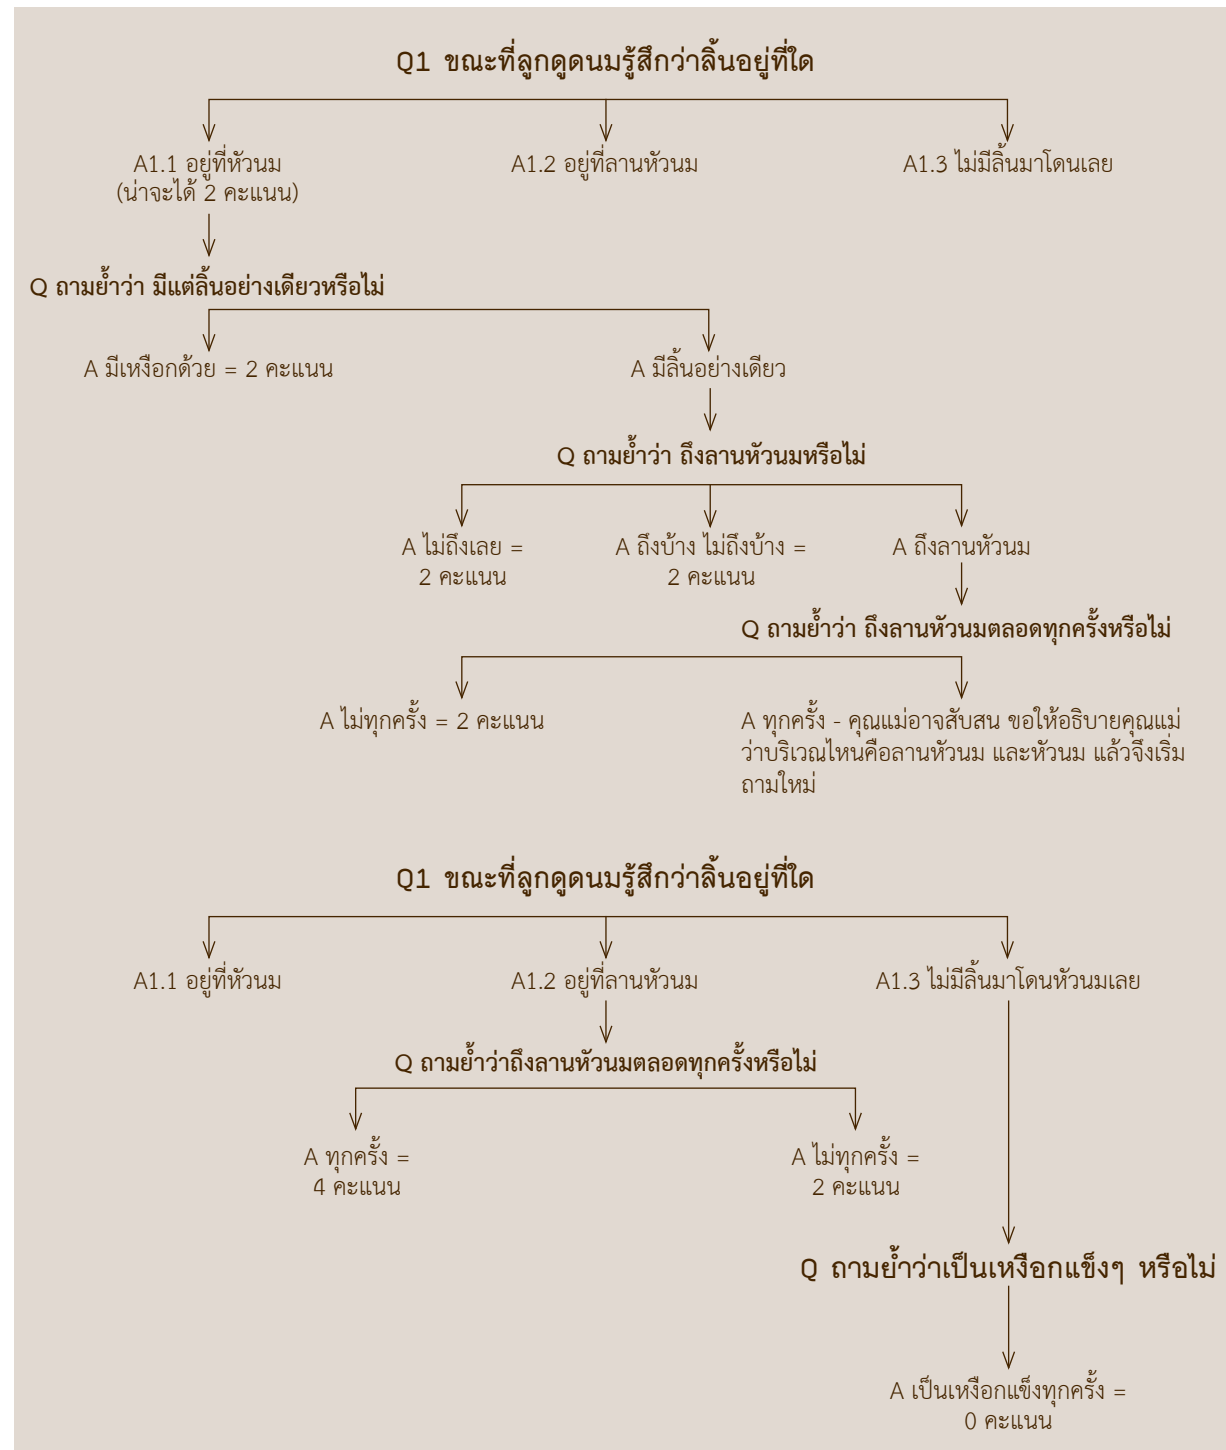 Q1 ขณะที่ลูกดูดนมรู้สึกว่าลิ้นอยู่ที่ใด
A1.1 อยู่ที่หัวนม
(น่าจะได้ 2 คะแนน)
A1.2 อยู่ที่ลานหัวนม
A1.3 ไม่มีลิ้นมาโดนเลย
Q ถามย้ำว่า มีแต่ลิ้นอย่างเดียวหรือไม่
A มีเหงือกด้วย = 2 คะแนน
A มีลิ้นอย่างเดียว
Q ถามย้ำว่า ถึงลานหัวนมหรือไม่
A ไม่ถึงเลย =
2 คะแนน
A ถึงบ้าง ไม่ถึงบ้าง =
2 คะแนน
A ถึงลานหัวนม
Q ถามย้ำว่า ถึงลานหัวนมตลอดทุกครั้งหรือไม่
A ไม่ทุกครั้ง = 2 คะแนน
A ทุกครั้ง - คุณแม่อาจสับสน ขอให้อธิบายคุณแม่
ว่าบริเวณไหนคือลานหัวนม และหัวนม แล้วจึงเริ่ม
ถามใหม่
Q1 ขณะที่ลูกดูดนมรู้สึกว่าลิ้นอยู่ที่ใด
A1.1 อยู่ที่หัวนม
A1.2 อยู่ที่ลานหัวนม
A1.3 ไม่มีลิ้นมาโดนหัวนมเลย
Q ถามย้ำว่าถึงลานหัวนมตลอดทุกครั้งหรือไม่
A ทุกครั้ง =
4 คะแนน
A ไม่ทุกครั้ง =
2 คะแนน
Q ถามย้ำว่าเป็นเหงือกแข็งๆ หรือไม่
A เป็นเหงือกแข็งทุกครั้ง =
0 คะแนน